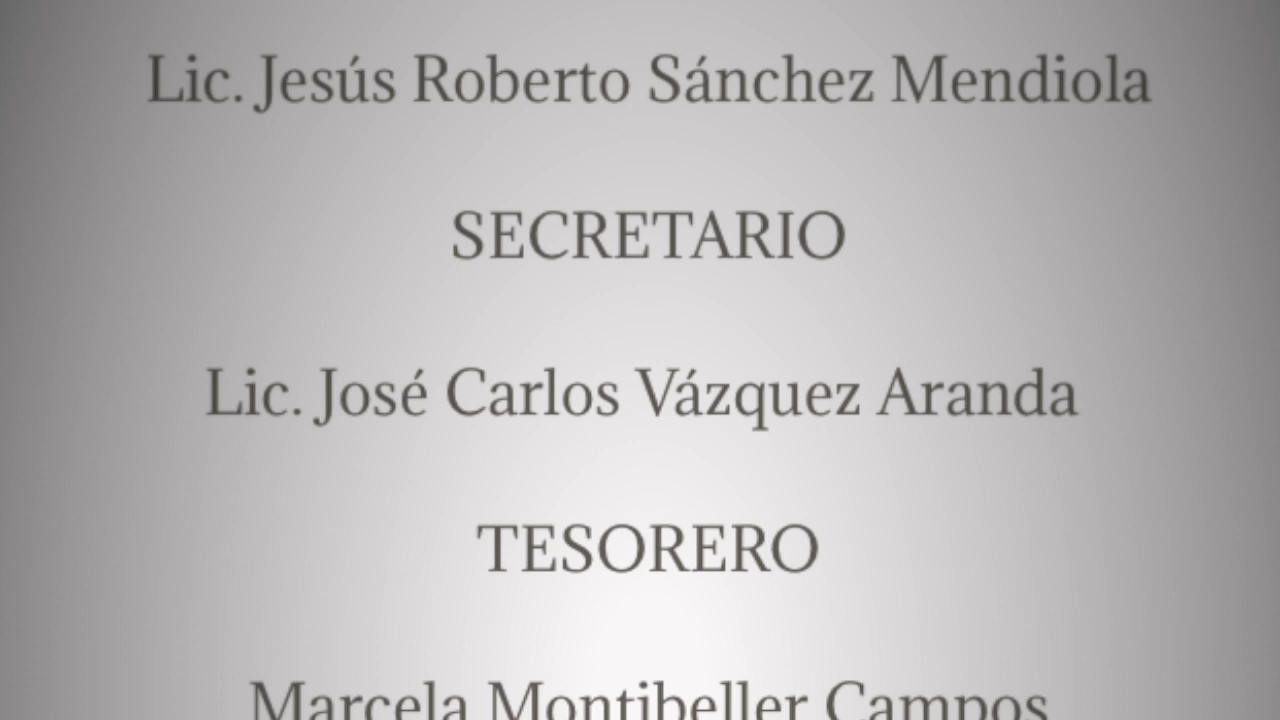 Lic. Jesús Roberto Sánchez Mendiola
SECRETARIO
Lic. José Carlos Vázquez Aranda
TESORERO
Marcela Montibeller Campos